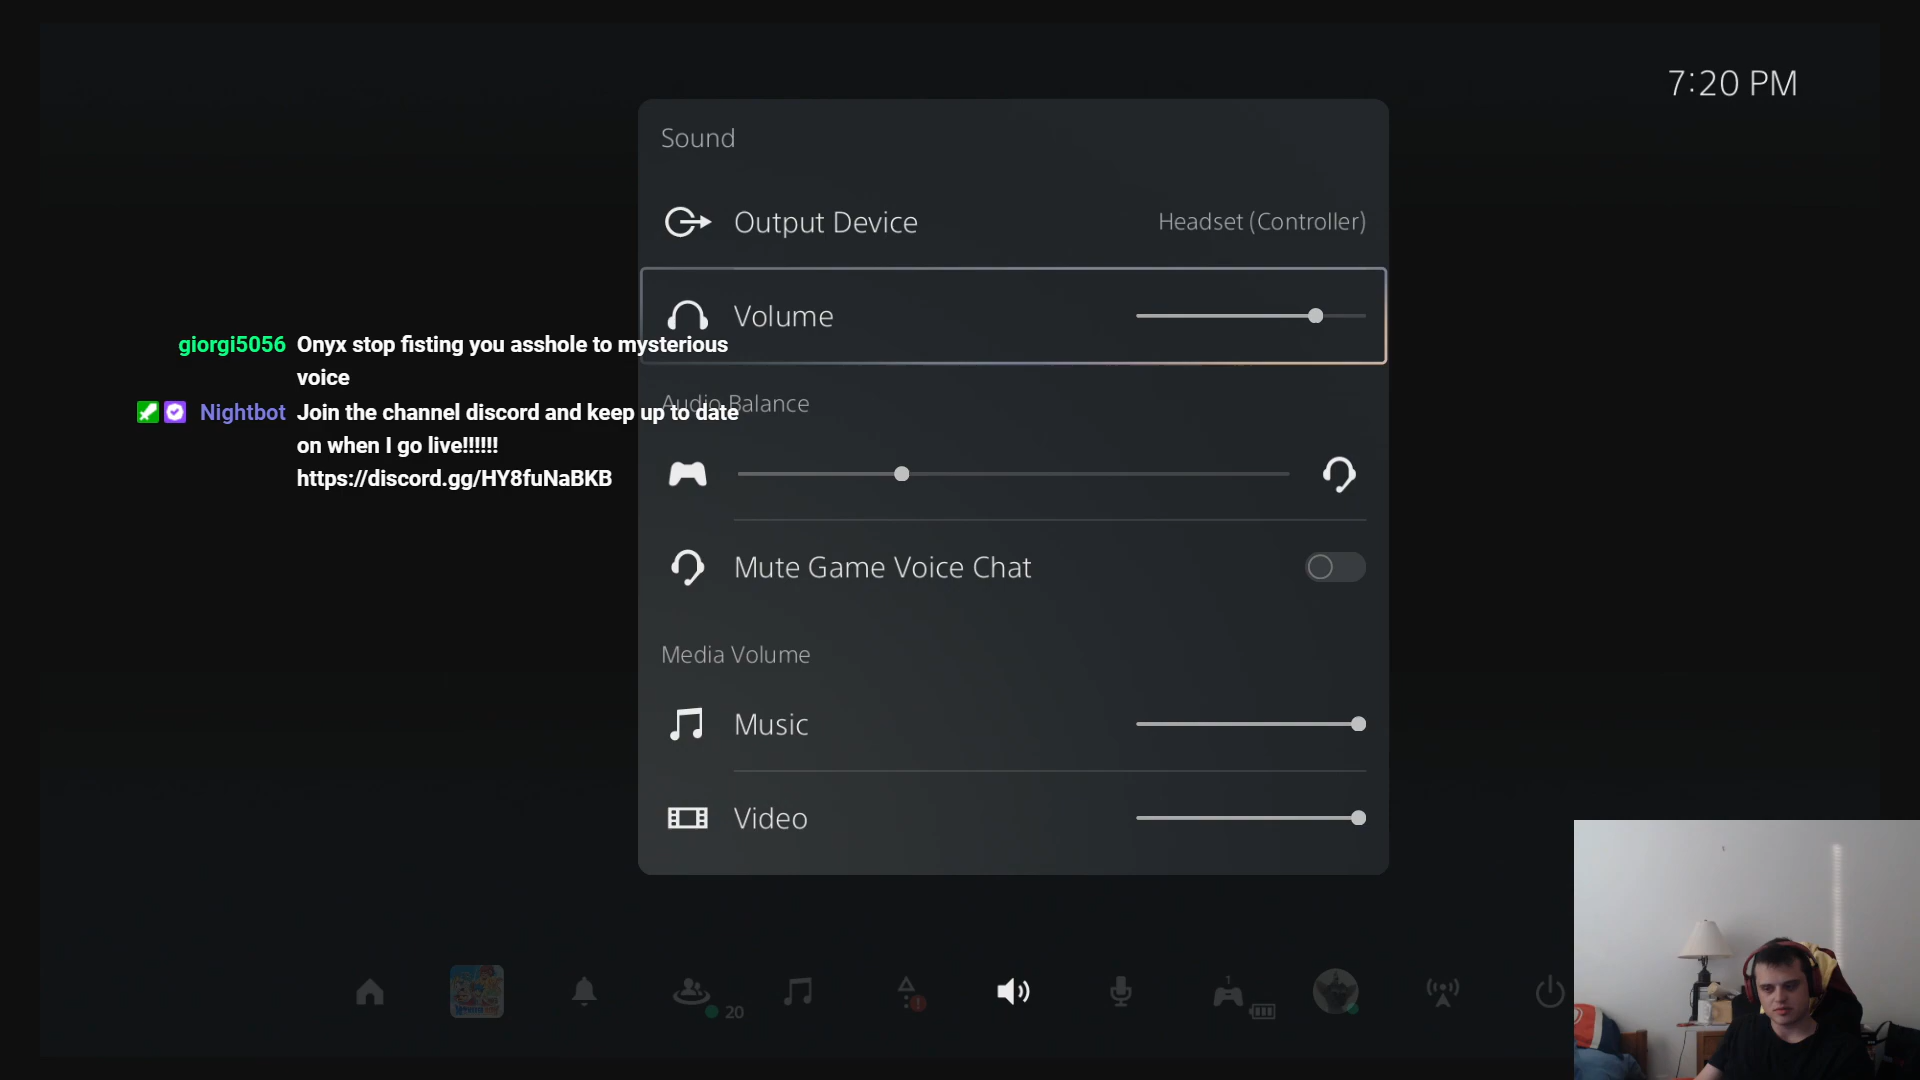 7:20 PM
Sound
Output Device
Headset (Controller)
Volume
giorgi5056 Onyx stop fisting you asshole to mysterious
voice
Audio Balance
Nightbot Join the channel discord and keep up to date
on when I go live!!!!!!
https://discord.gg/HY8fuNaBKB
Mute Game Voice Chat
Media Volume
Music
Video
20
1